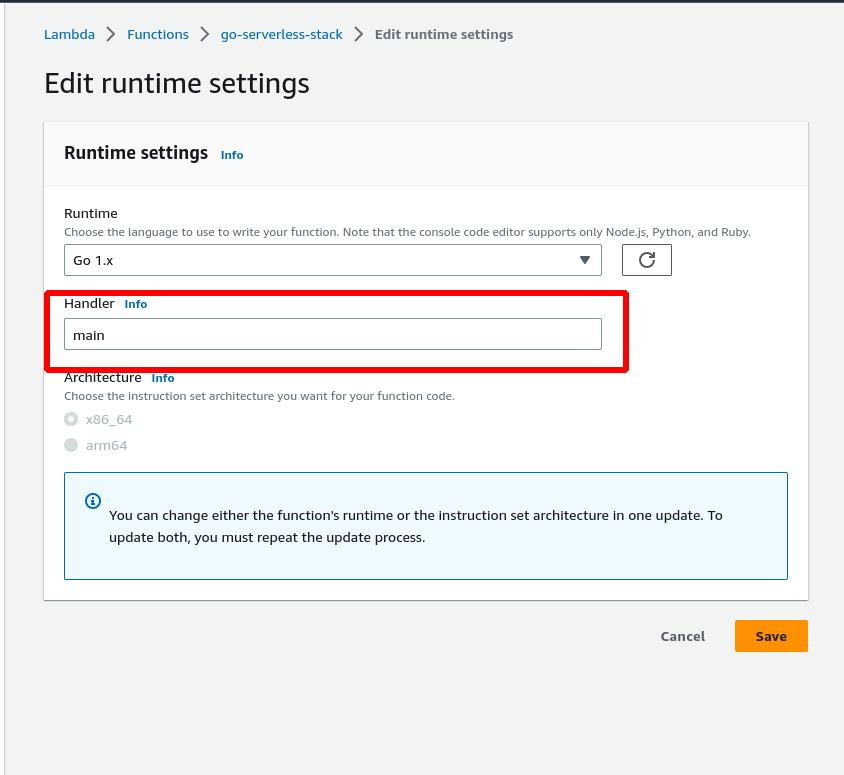 Lambda > Functions > go-serverless-stack > Edit runtime settings
Edit runtime settings
Runtime settings Info
Runtime
Choose the language to use to write your function. Note that the console code editor supports only Node.js, Python, and Ruby.
Go 1.x
Handler Info
main
Architecture Info
Choose the instruction set architecture you want for your function code.
x86_64
arm64
You can change either the function's runtime or the instruction set architecture in one update. To
update both, you must repeat the update process.
Cancel Save